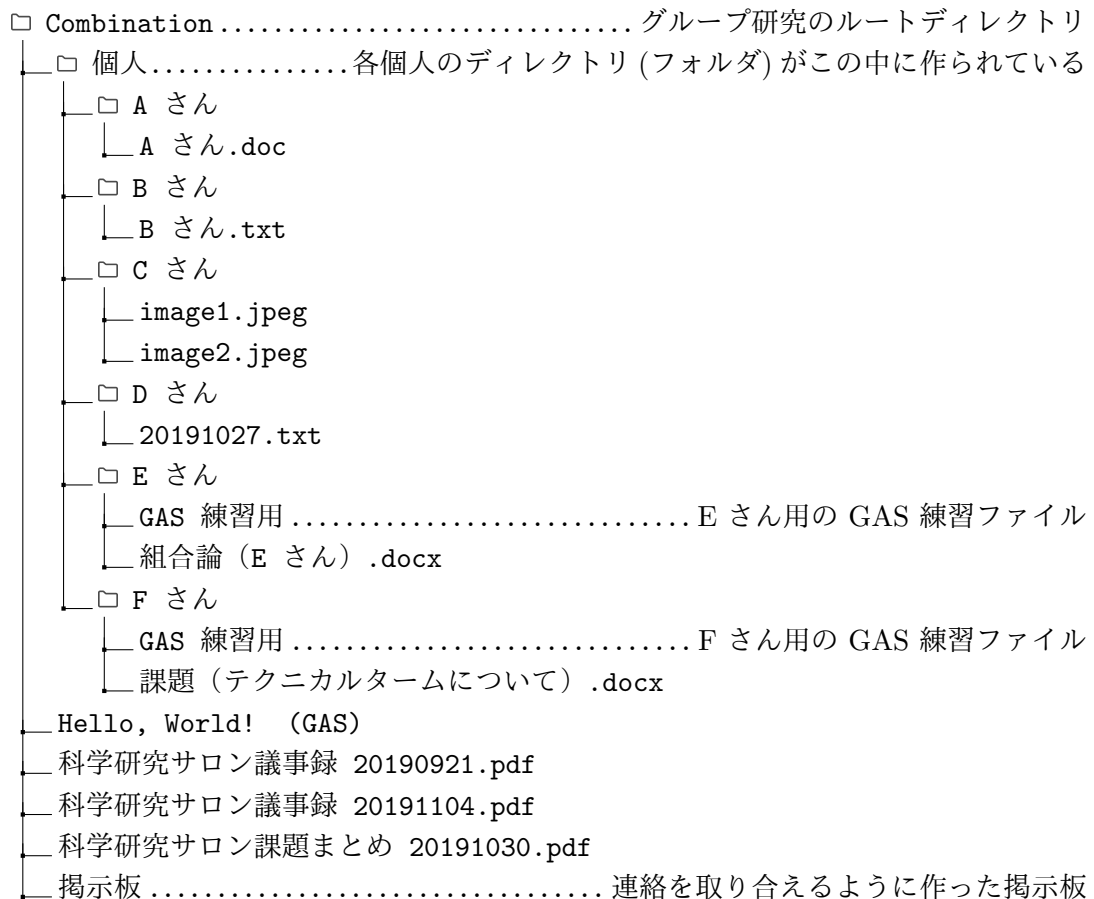 Combination...............................グループ研究のルートディレクトリ
個人...............各個人のディレクトリ(フォルダ)がこの中に作られている
A さん
A さん.doc
B さん
B さん.txt
C さん
image1.jpeg
image2.jpeg
D さん
20191027.txt
E さん
GAS 練習用..............................E さん用の GAS 練習ファイル
組合論（E さん）.docx
F さん
GAS 練習用..............................F さん用の GAS 練習ファイル
課題（テクニカルタームについて）.docx
Hello, World! （GAS）
科学研究サロン議事録 20190921.pdf
科学研究サロン議事録 20191104.pdf
科学研究サロン課題まとめ 20191030.pdf
掲示板..................................連絡を取り合えるように作った掲示板